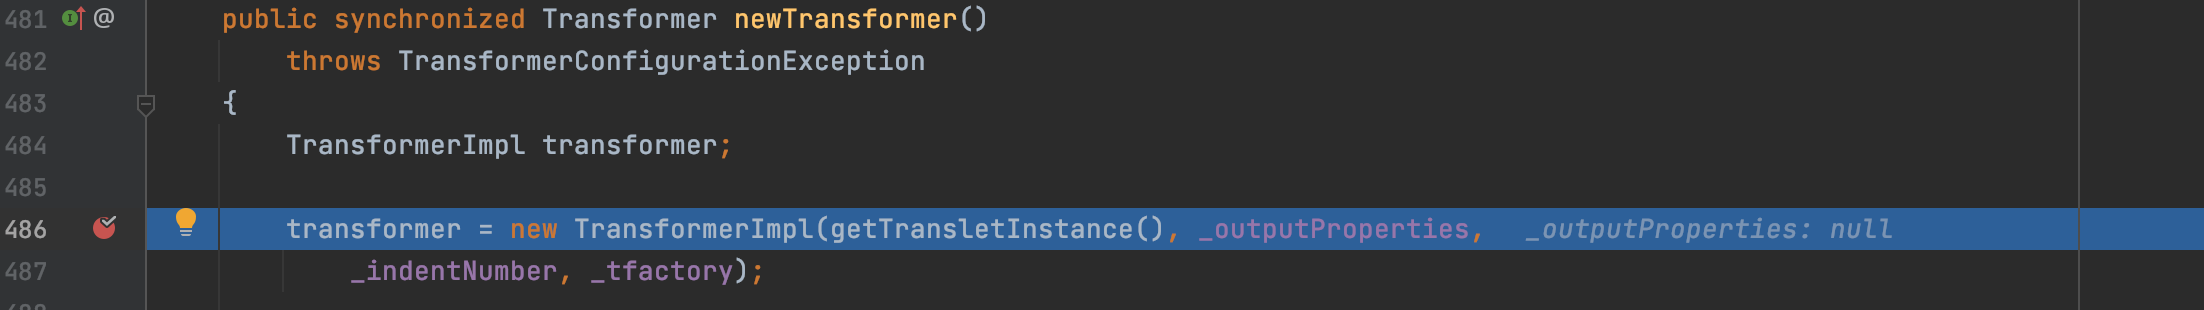 481 @ public synchronized Transformer newTransformer()
482 throws TransformerConfigurationException
483 {
484 TransformerImpl transformer;
485
486 transformer = new TransformerImpl(getTransletInstance(), _outputProperties, _outputProperties: null
487 _indentNumber, _tfactory);